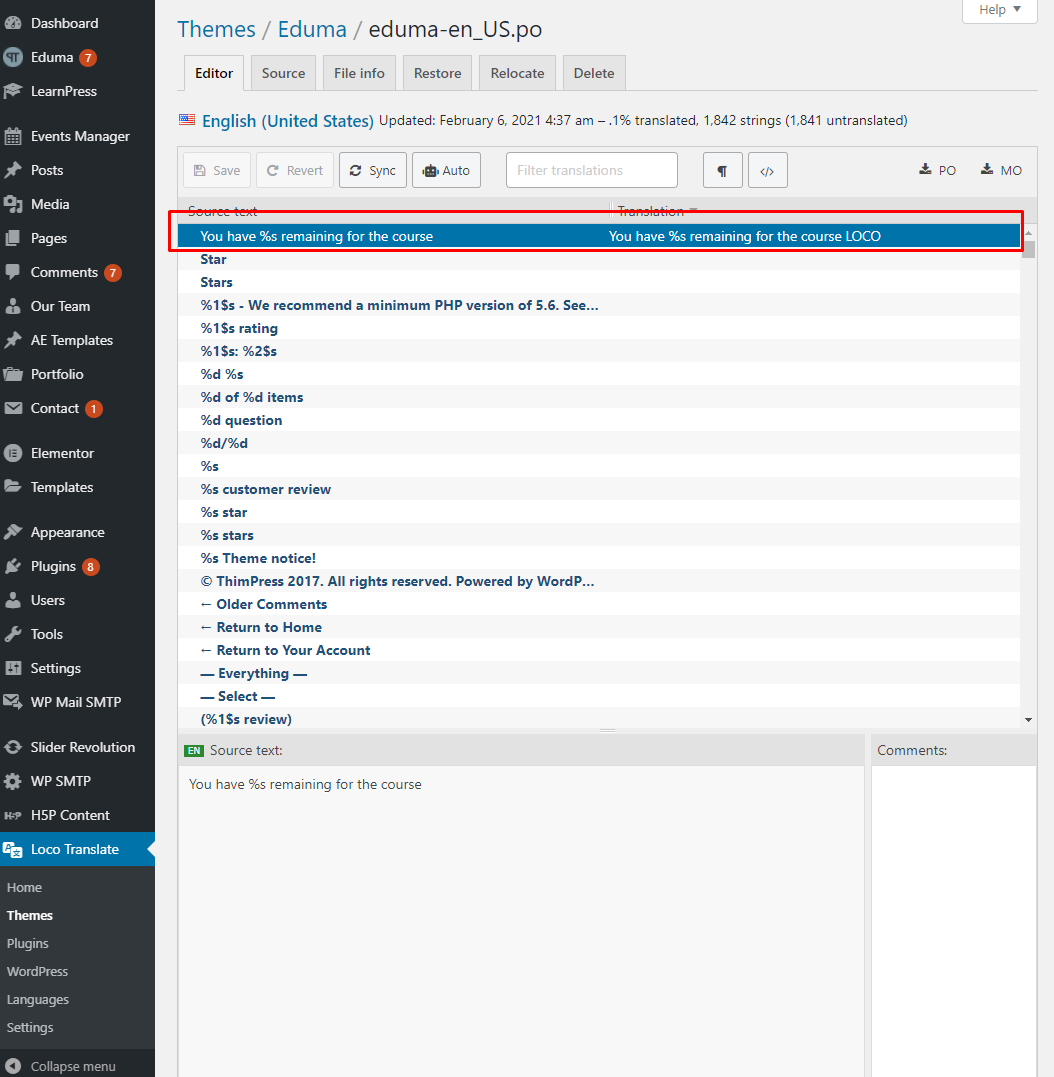 Dashboard
Eduma 7
LearnPress
Events Manager
Posts
Media
Pages
Comments 7
Our Team
AE Templates
Portfolio
Contact 1
Elementor
Templates
Appearance
Plugins 8
Users
Tools
Settings
WP Mail SMTP
Slider Revolution
WP SMTP
H5P H5P Content
Loco Translate
Home
Themes
Plugins
WordPress
Languages
Settings
Collapse menu
Help
Themes / Eduma / eduma-en_US.po
Editor Source File info Restore Relocate Delete
English (United States) Updated: February 6, 2021 4:37 am – .1% translated, 1,842 strings (1,841 untranslated)
Save Revert Sync Auto Filter translations ¶ </> PO MO
Source text Translation
You have %s remaining for the course You have %s remaining for the course LOCO
Star
Stars
%1$s - We recommend a minimum PHP version of 5.6. See...
%1$s rating
%1$s: %2$s
%d %s
%d of %d items
%d question
%d/%d
%s
%s customer review
%s star
%s stars
%s Theme notice!
© ThimPress 2017. All rights reserved. Powered by WordP...
← Older Comments
← Return to Home
← Return to Your Account
— Everything —
— Select —
(%1$s review)
EN Source text:
You have %s remaining for the course
Comments: